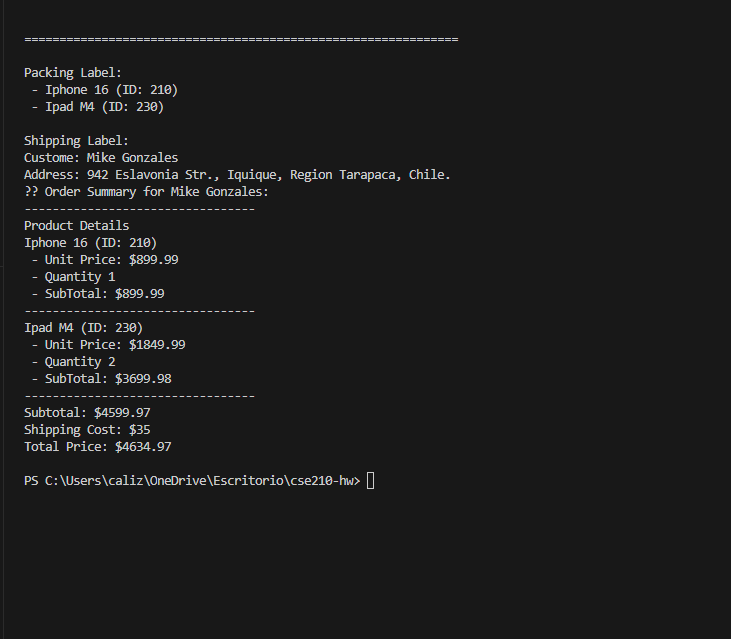 ==============================================================
Packing Label:
 - Iphone 16 (ID: 210)
 - Ipad M4 (ID: 230)
Shipping Label:
Custome: Mike Gonzales
Address: 942 Eslavonia Str., Iquique, Region Tarapaca, Chile.
?? Order Summary for Mike Gonzales:
---------------------------------
Product Details
Iphone 16 (ID: 210)
 - Unit Price: $899.99
 - Quantity 1
 - SubTotal: $899.99
---------------------------------
Ipad M4 (ID: 230)
 - Unit Price: $1849.99
 - Quantity 2
 - SubTotal: $3699.98
---------------------------------
Subtotal: $4599.97
Shipping Cost: $35
Total Price: $4634.97
PS C:\Users\caliz\OneDrive\Escritorio\cse210-hw>